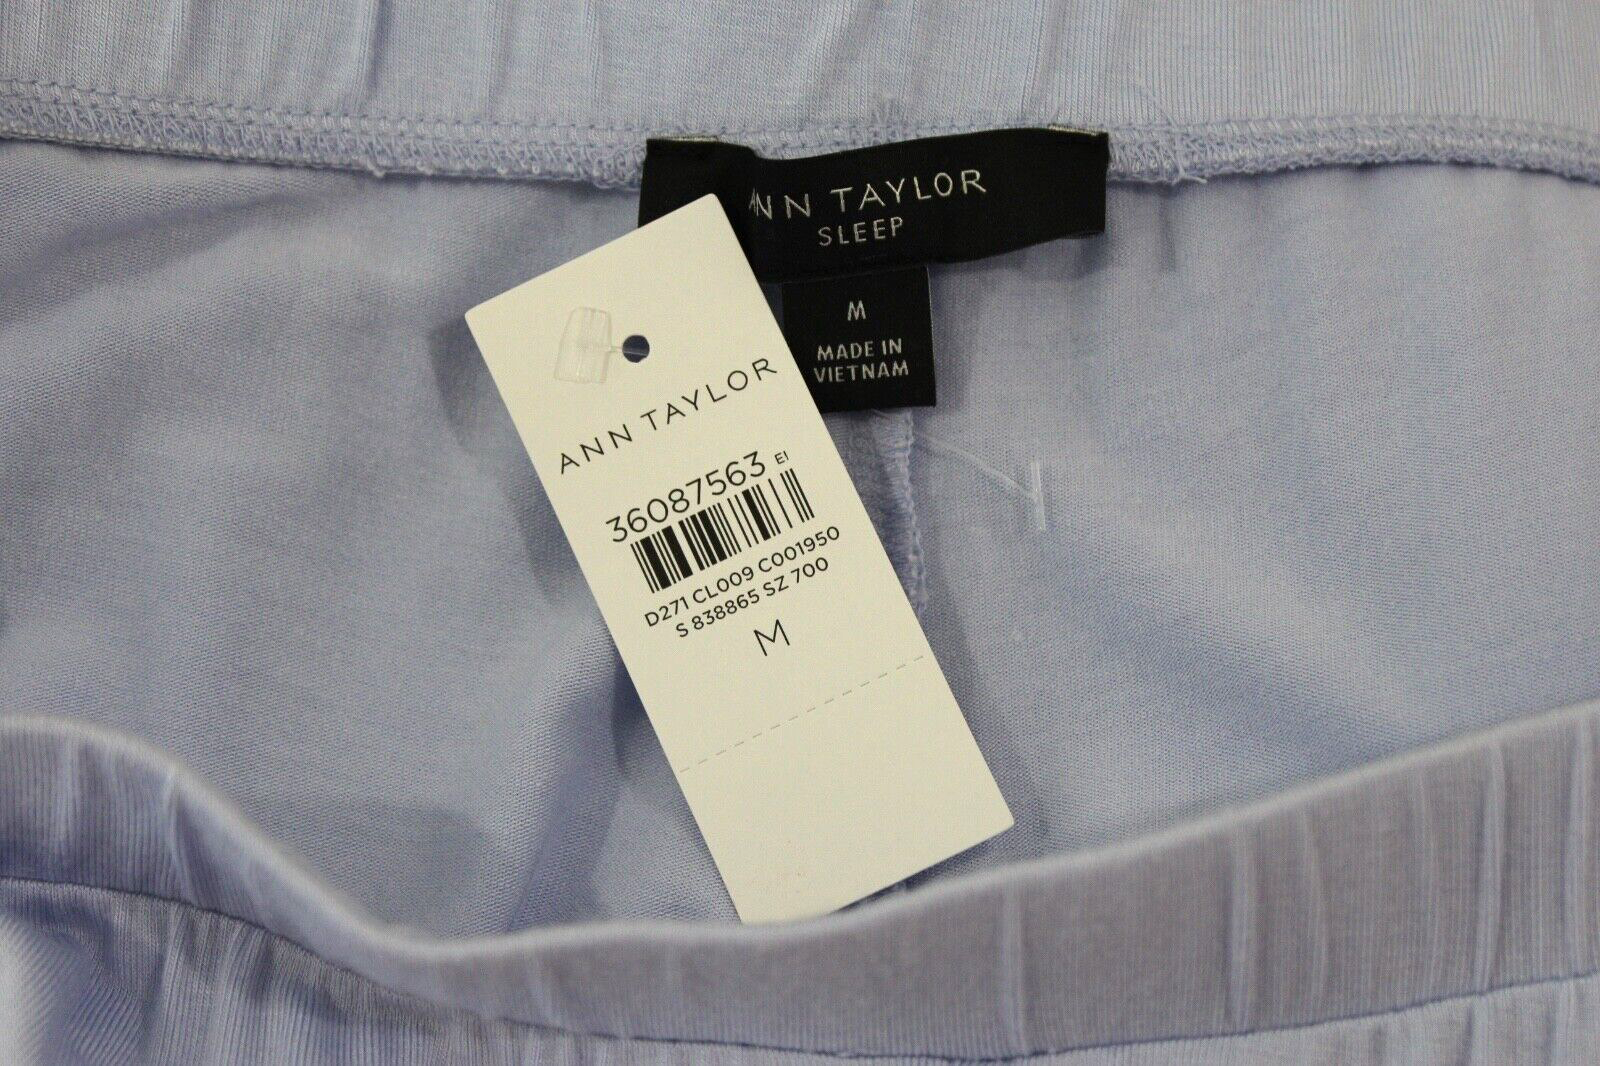 ANN TAYLOR
SLEEP
M
MADE IN
VIETNAM
ANN TAYLOR
36087563 EI
D271 CL009 C001950
S 838865 SZ 700
M